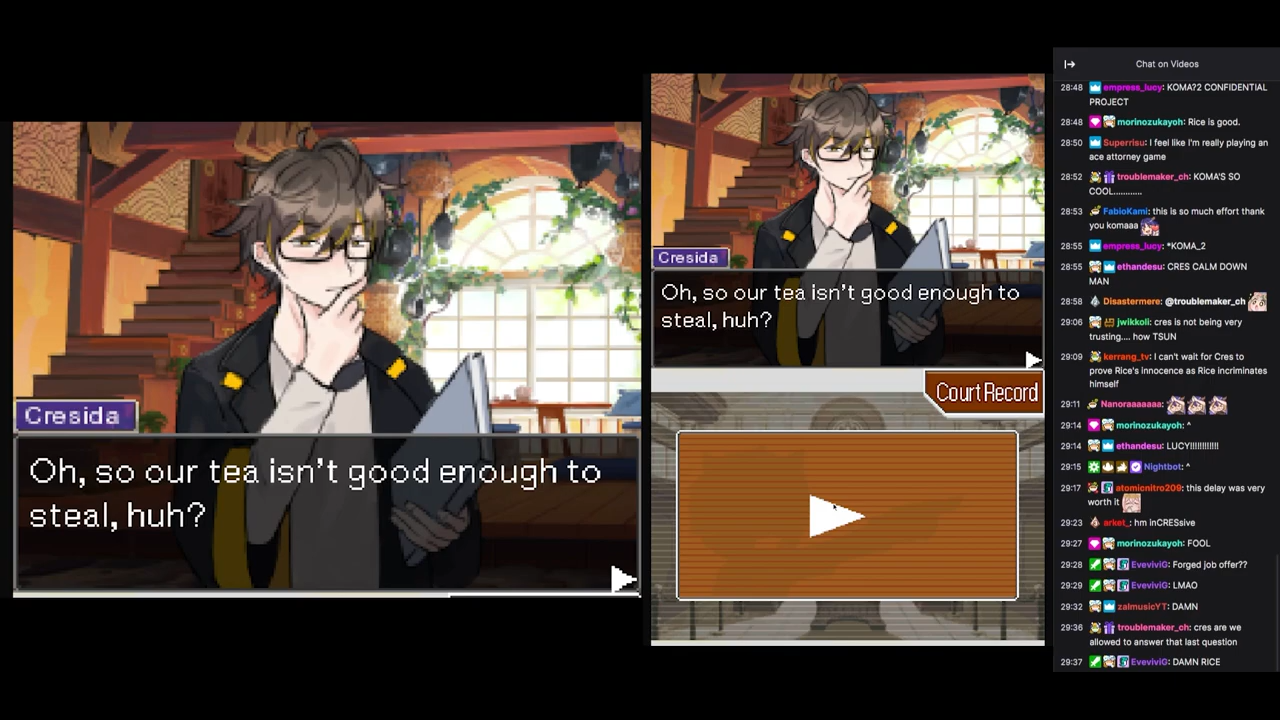 Cresida
Oh, so our tea isn't good enough to
steal, huh?
Cresida
Oh, so our tea isn't good enough to
steal, huh?
Court Record
Chat on Videos
28:48 empress_lucy: KOMA?2 CONFIDENTIAL
PROJECT
28:48 morinozukayoh: Rice is good.
28:50 Superrisu: I feel like I'm really playing an
ace attorney game
28:52 troublemaker_ch: KOMA'S SO
COOL............
28:53 FabioKami: this is so much effort thank
you komaaa
28:55 empress_lucy: *KOMA_2
28:55 ethandesu: CRES CALM DOWN
MAN
28:58 Disastermere: @troublemaker_ch
29:06 jwikkoli: cres is not being very
trusting.... how TSUN
29:09 kerrang_tv: I can't wait for Cres to
prove Rice's innocence as Rice incriminates
himself
29:11 Nanoraaaaaaa:
29:14 morinozukayoh: ^
29:14 ethandesu: LUCY!!!!!!!!!!!!
29:15 Nightbot: ^
29:17 atomicnitro209: this delay was very
worth it
29:23 arket_: hm inCRESsive
29:27 morinozukayoh: FOOL
29:28 EveviviG: Forged job offer??
29:29 EveviviG: LMAO
29:32 zalmusicYT: DAMN
29:36 troublemaker_ch: cres are we
allowed to answer that last question
29:37 EveviviG: DAMN RICE